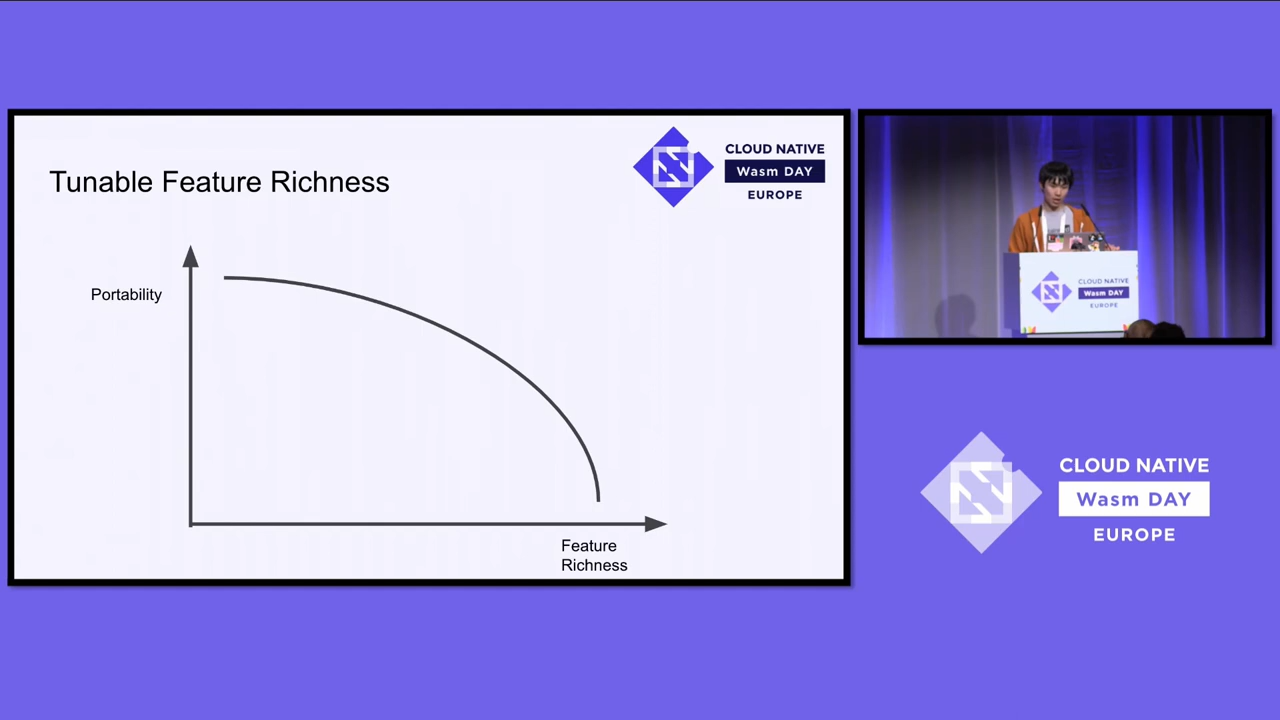 Tunable Feature Richness
CLOUD NATIVE
Wasm DAY
EUROPE
Portability
Feature
Richness
CLOUD NATIVE
Wasm DAY
EUROPE
CLOUD NATIVE
Wasm DAY
EUROPE